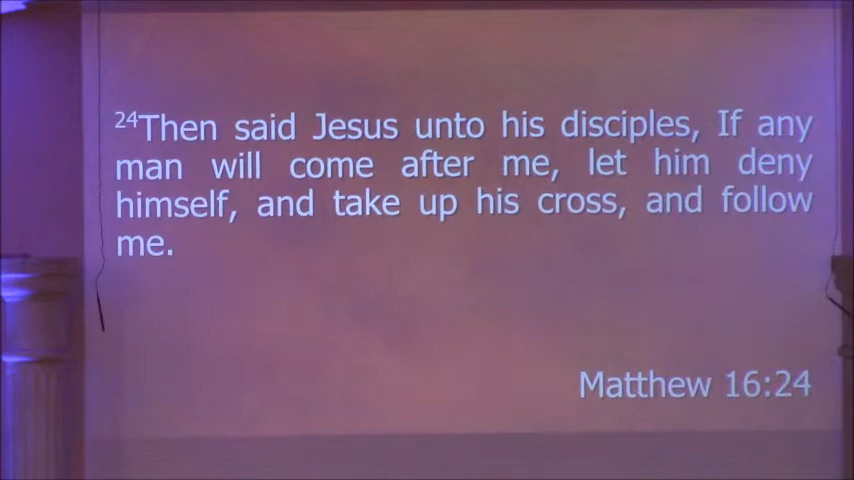 24Then said Jesus unto his disciples, If any
man will come after me, let him deny
himself, and take up his cross, and follow
me.
Matthew 16:24